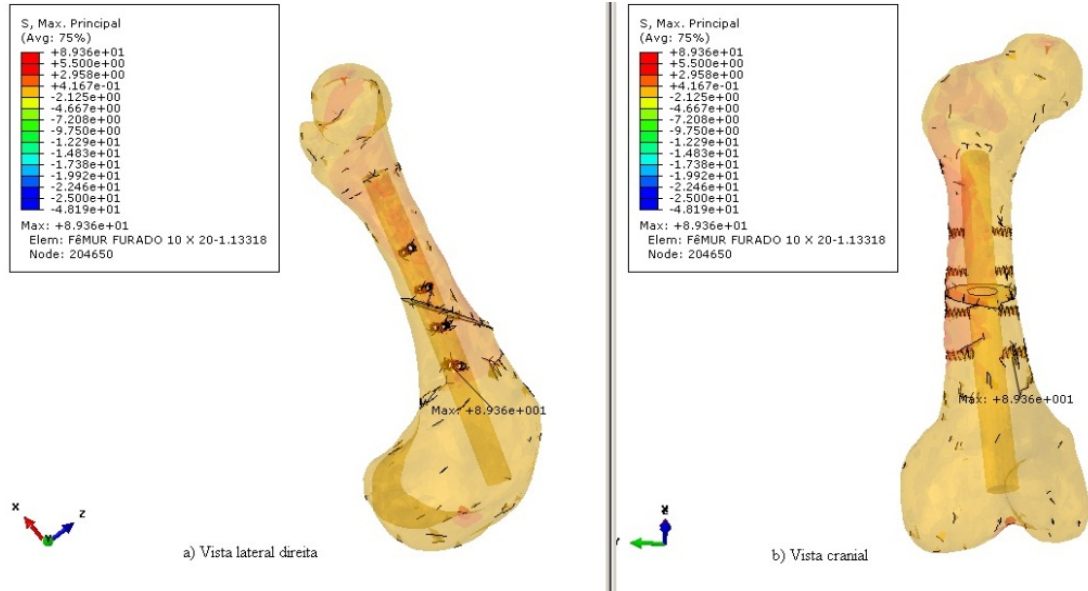 S, Max. Principal
(Avg: 75%)
+8.936e+01
+5.500e+00
+2.958e+00
+4.167e-01
-2.125e+00
-4.667e+00
-7.208e+00
-9.750e+00
-1.229e+01
-1.483e+01
-1.738e+01
-1.992e+01
-2.246e+01
-2.500e+01
-4.819e+01
Max: +8.936e+01
Elem: FêMUR FURADO 10 X 20-1.13318
Node: 204650
Max: +8.936e+001
X
Z
Y
a) Vista lateral direita
S, Max. Principal
(Avg: 75%)
+8.936e+01
+5.500e+00
+2.958e+00
+4.167e-01
-2.125e+00
-4.667e+00
-7.208e+00
-9.750e+00
-1.229e+01
-1.483e+01
-1.738e+01
-1.992e+01
-2.246e+01
-2.500e+01
-4.819e+01
Max: +8.936e+01
Elem: FêMUR FURADO 10 X 20-1.13318
Node: 204650
Max: +8.936e+001
b) Vista cranial